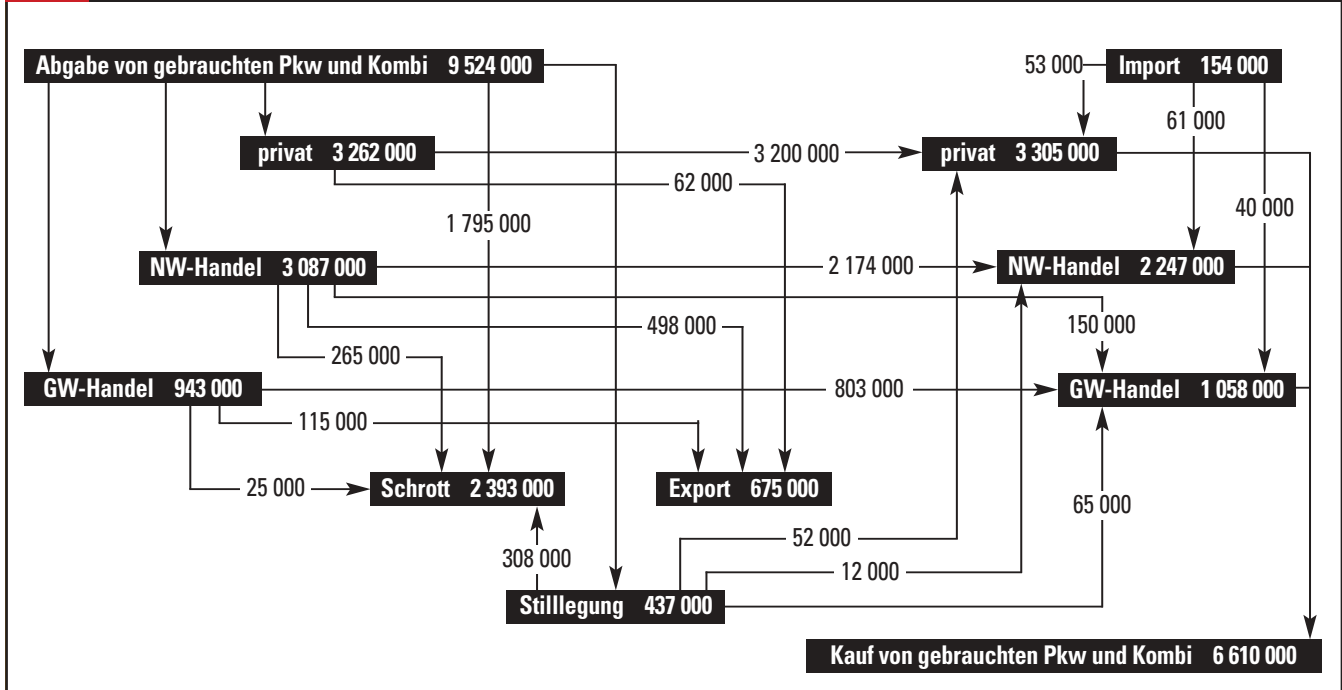 Abgabe von gebrauchten Pkw und Kombi 9 524 000
53 000
Import 154 000
61 000
privat 3 262 000
3 200 000
privat 3 305 000
62 000
40 000
1 795 000
NW-Handel 3 087 000
2 174 000
NW-Handel 2 247 000
498 000
150 000
265 000
GW-Handel 943 000
803 000
GW-Handel 1 058 000
115 000
25 000
Schrott 2 393 000
Export 675 000
65 000
52 000
308 000
12 000
Stilllegung 437 000
Kauf von gebrauchten Pkw und Kombi 6 610 000